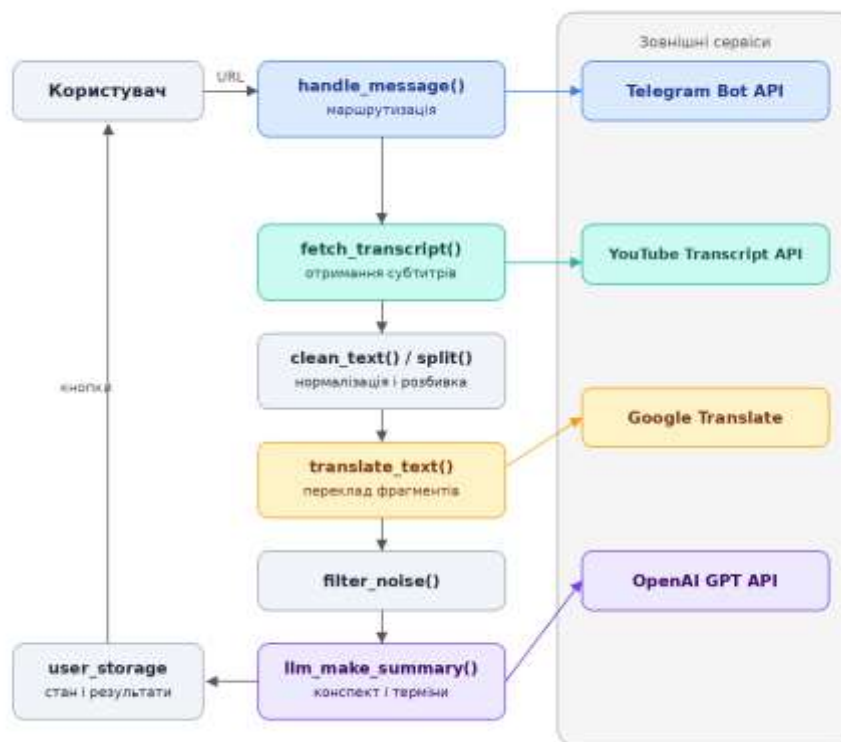 Зовнішні сервіси
Користувач
URL
handle_message()
маршрутизація
Telegram Bot API
fetch_transcript()
отримання субтитрів
YouTube Transcript API
clean_text() / split()
нормалізація і розбивка
кнопка
Google Translate
translate_text()
переклад фрагментів
filter_noise()
OpenAI GPT API
user_storage
стан і результати
llm_make_summary()
конспект і терміни